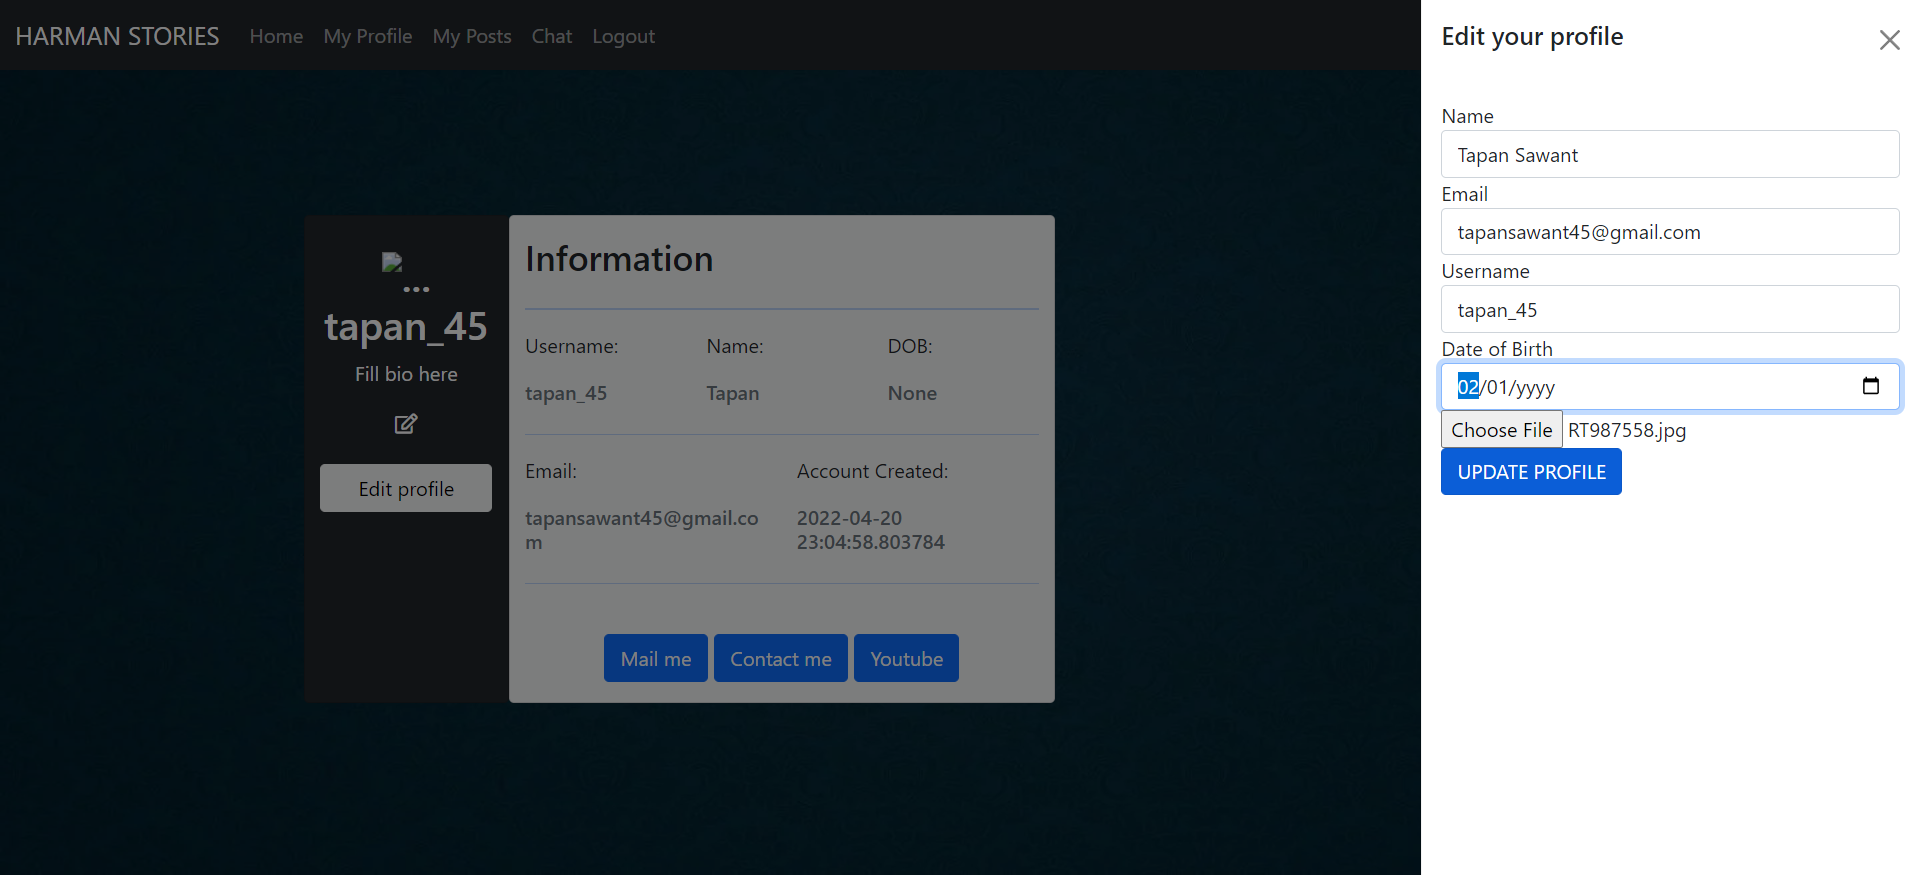 HARMAN STORIES Home My Profile My Posts Chat Logout
...
tapan_45
Fill bio here
Edit profile
Information
Username: Name: DOB:
tapan_45 Tapan None
Email: Account Created:
tapansawant45@gmail.co
m
2022-04-20
23:04:58.803784
Mail me Contact me Youtube
Edit your profile
Name
Tapan Sawant
Email
tapansawant45@gmail.com
Username
tapan_45
Date of Birth
02/01/yyyy
Choose File RT987558.jpg
UPDATE PROFILE